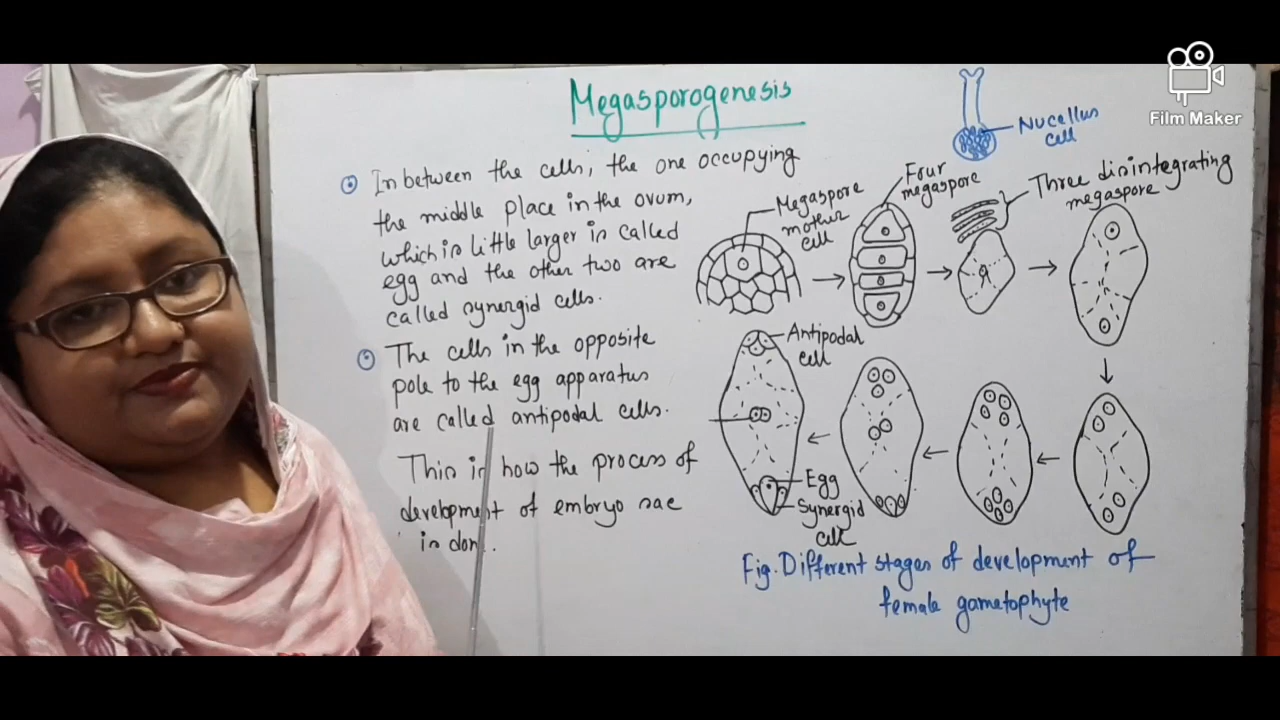 Film Maker
Megasporogenesis
In between the cells, the one occupying
the middle place in the ovum,
which is little larger is called
egg and the other two are
called synergid cells.
The cells in the opposite
pole to the egg apparatus
are called antipodal cells.
This is how the process of
development of embryo sac
is don.
Nucellus
cell
Megaspore
mother
cell
Four
megaspore
Three disintegrating
megaspore
Antipodal
cell
Egg
Synergid
cell
Fig. Different stages of development of
female gametophyte